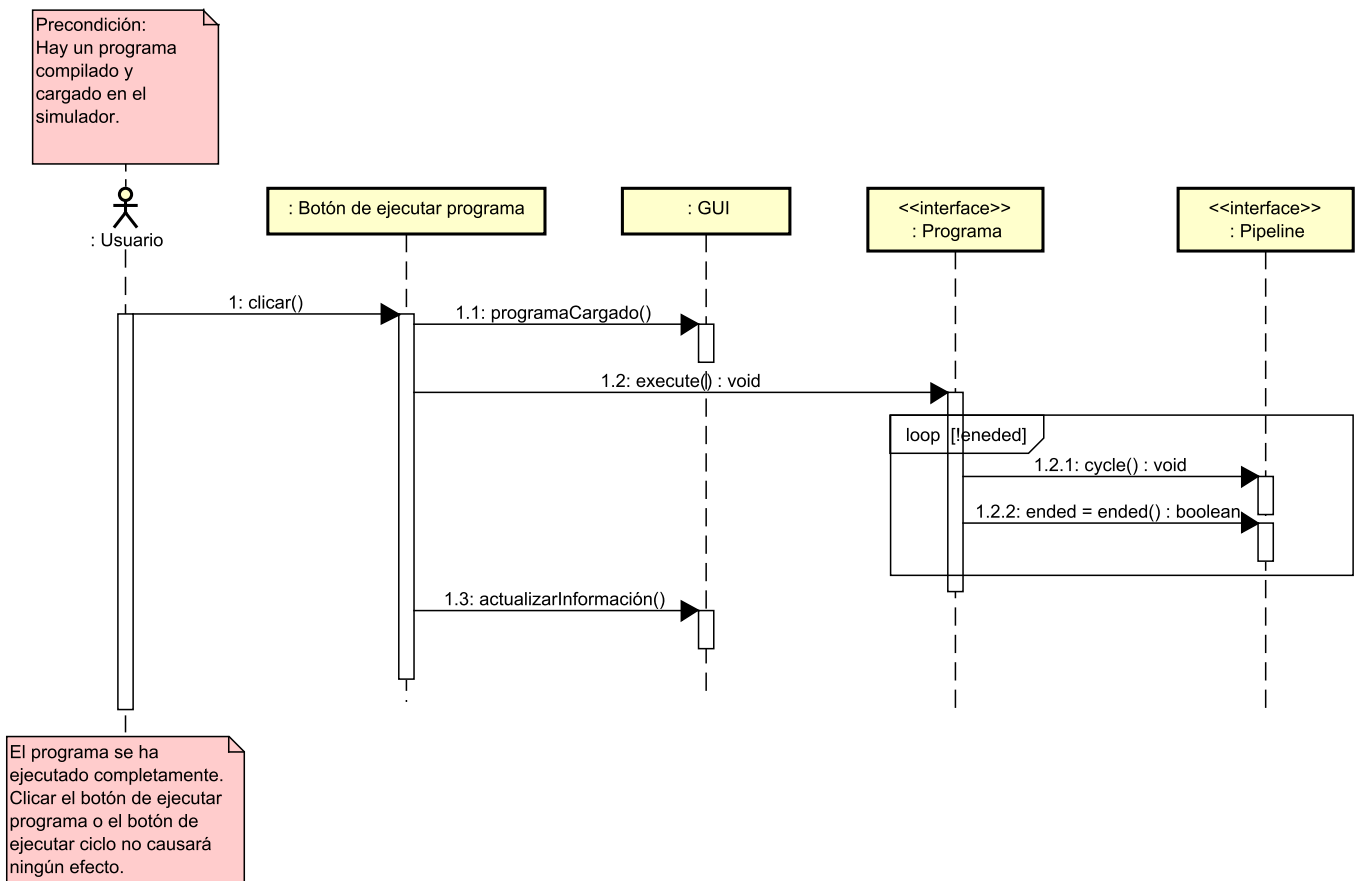 Precondición:
Hay un programa
compilado y
cargado en el
simulador.
: Usuario
: Botón de ejecutar programa
: GUI
<<interface>>
: Programa
<<interface>>
: Pipeline
1: clicar()
1.1: programaCargado()
1.2: execute() : void
loop [!eneded]
1.2.1: cycle() : void
1.2.2: ended = ended() : boolean
1.3: actualizarInformación()
El programa se ha
ejecutado completamente.
Clicar el botón de ejecutar
programa o el botón de
ejecutar ciclo no causará
ningún efecto.